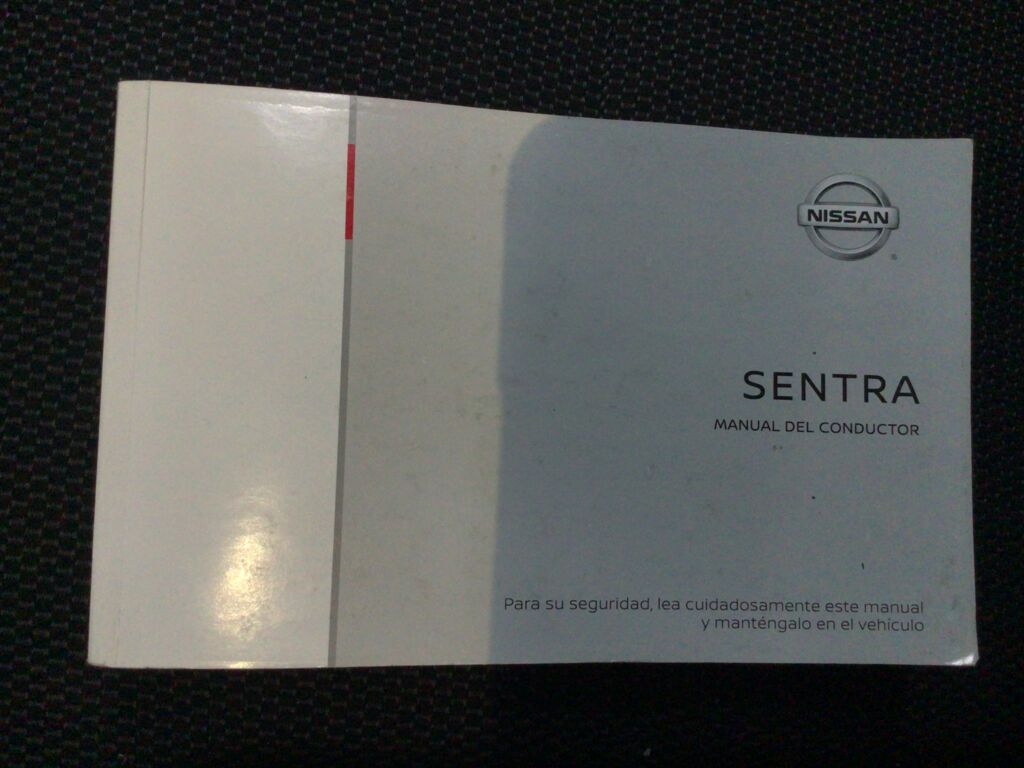 NISSAN
SENTRA
MANUAL DEL CONDUCTOR
Para su seguridad, lea cuidadosamente este manual
y manténgalo en el vehículo